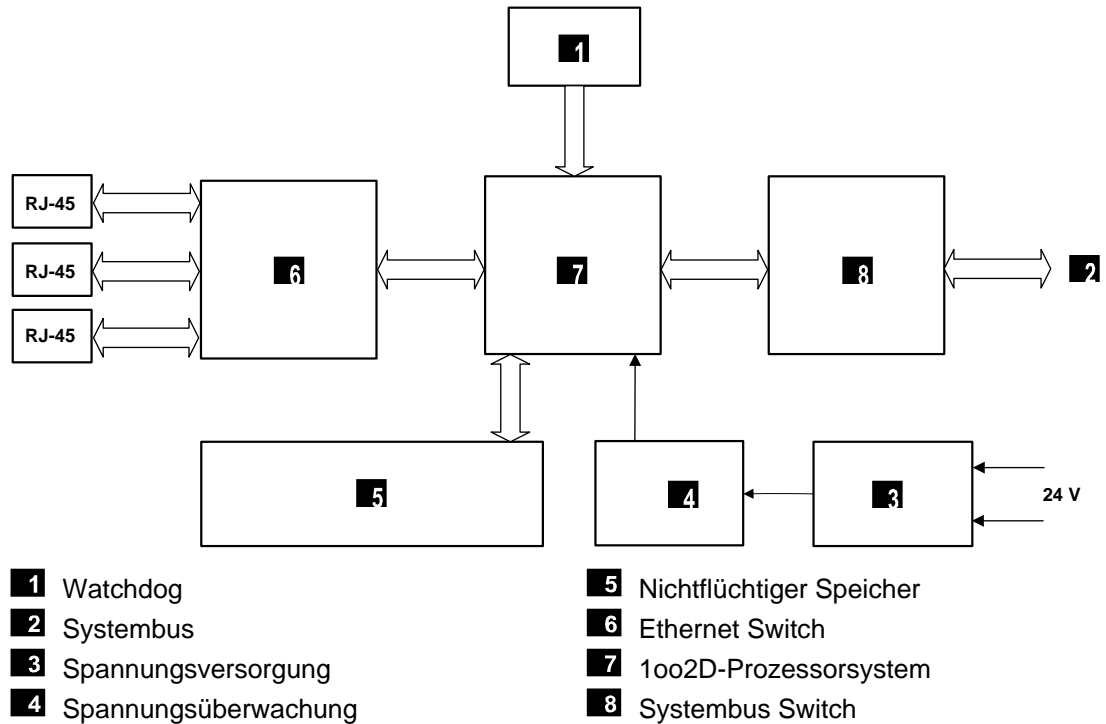 1
RJ-45
RJ-45
RJ-45
6
7
8
2
5
4
3
24 V
1 Watchdog
2 Systembus
3 Spannungsversorgung
4 Spannungsüberwachung
5 Nichtflüchtiger Speicher
6 Ethernet Switch
7 1oo2D-Prozessorsystem
8 Systembus Switch